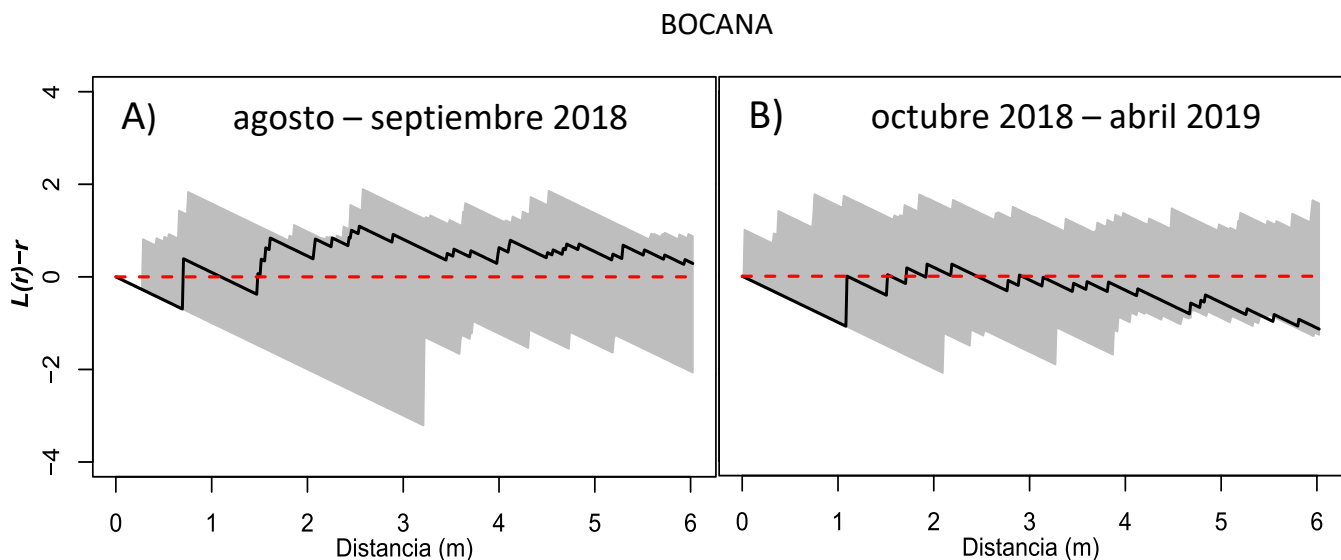 BOCANA
A) agosto – septiembre 2018
B) octubre 2018 – abril 2019
L(r)−r
4
2
0
−2
−4
0 1 2 3 4 5 6
Distancia (m)
0 1 2 3 4 5 6
Distancia (m)